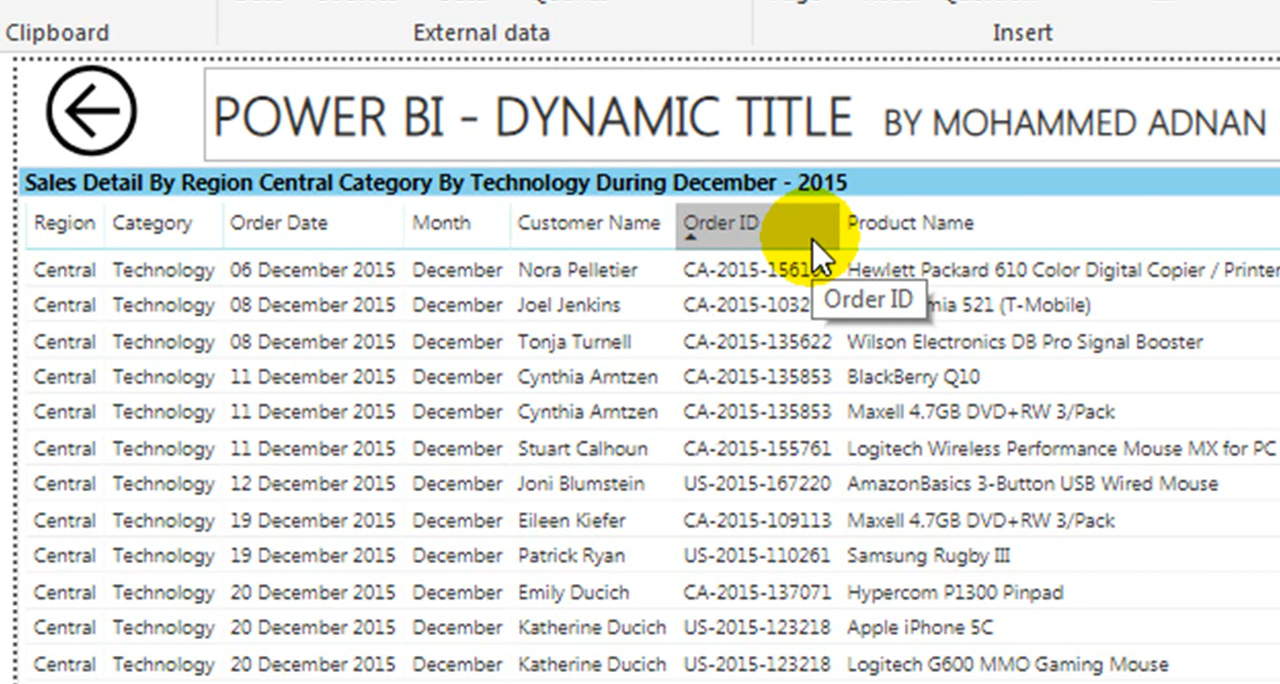 Clipboard External data Insert
POWER BI - DYNAMIC TITLE BY MOHAMMED ADNAN
Sales Detail By Region Central Category By Technology During December - 2015
Region Category Order Date Month Customer Name Order ID Product Name
Central Technology 06 December 2015 December Nora Pelletier Hewlett Packard 610 Color Digital Copier / Printer
Order ID
Central Technology 08 December 2015 December Joel Jenkins 521 (T-Mobile)
Central Technology 08 December 2015 December Tonja Turnell CA-2015-135622 Wilson Electronics DB Pro Signal Booster
Central Technology 11 December 2015 December Cynthia Arntzen CA-2015-135853 BlackBerry Q10
Central Technology 11 December 2015 December Cynthia Arntzen CA-2015-135853 Maxell 4.7GB DVD+RW 3/Pack
Central Technology 11 December 2015 December Stuart Calhoun CA-2015-155761 Logitech Wireless Performance Mouse MX for PC
Central Technology 12 December 2015 December Joni Blumstein US-2015-167220 AmazonBasics 3-Button USB Wired Mouse
Central Technology 19 December 2015 December Eileen Kiefer CA-2015-109113 Maxell 4.7GB DVD+RW 3/Pack
Central Technology 19 December 2015 December Patrick Ryan US-2015-110261 Samsung Rugby III
Central Technology 20 December 2015 December Emily Ducich CA-2015-137071 Hypercom P1300 Pinpad
Central Technology 20 December 2015 December Katherine Ducich US-2015-123218 Apple iPhone 5C
Central Technology 20 December 2015 December Katherine Ducich US-2015-123218 Logitech G600 MMO Gaming Mouse